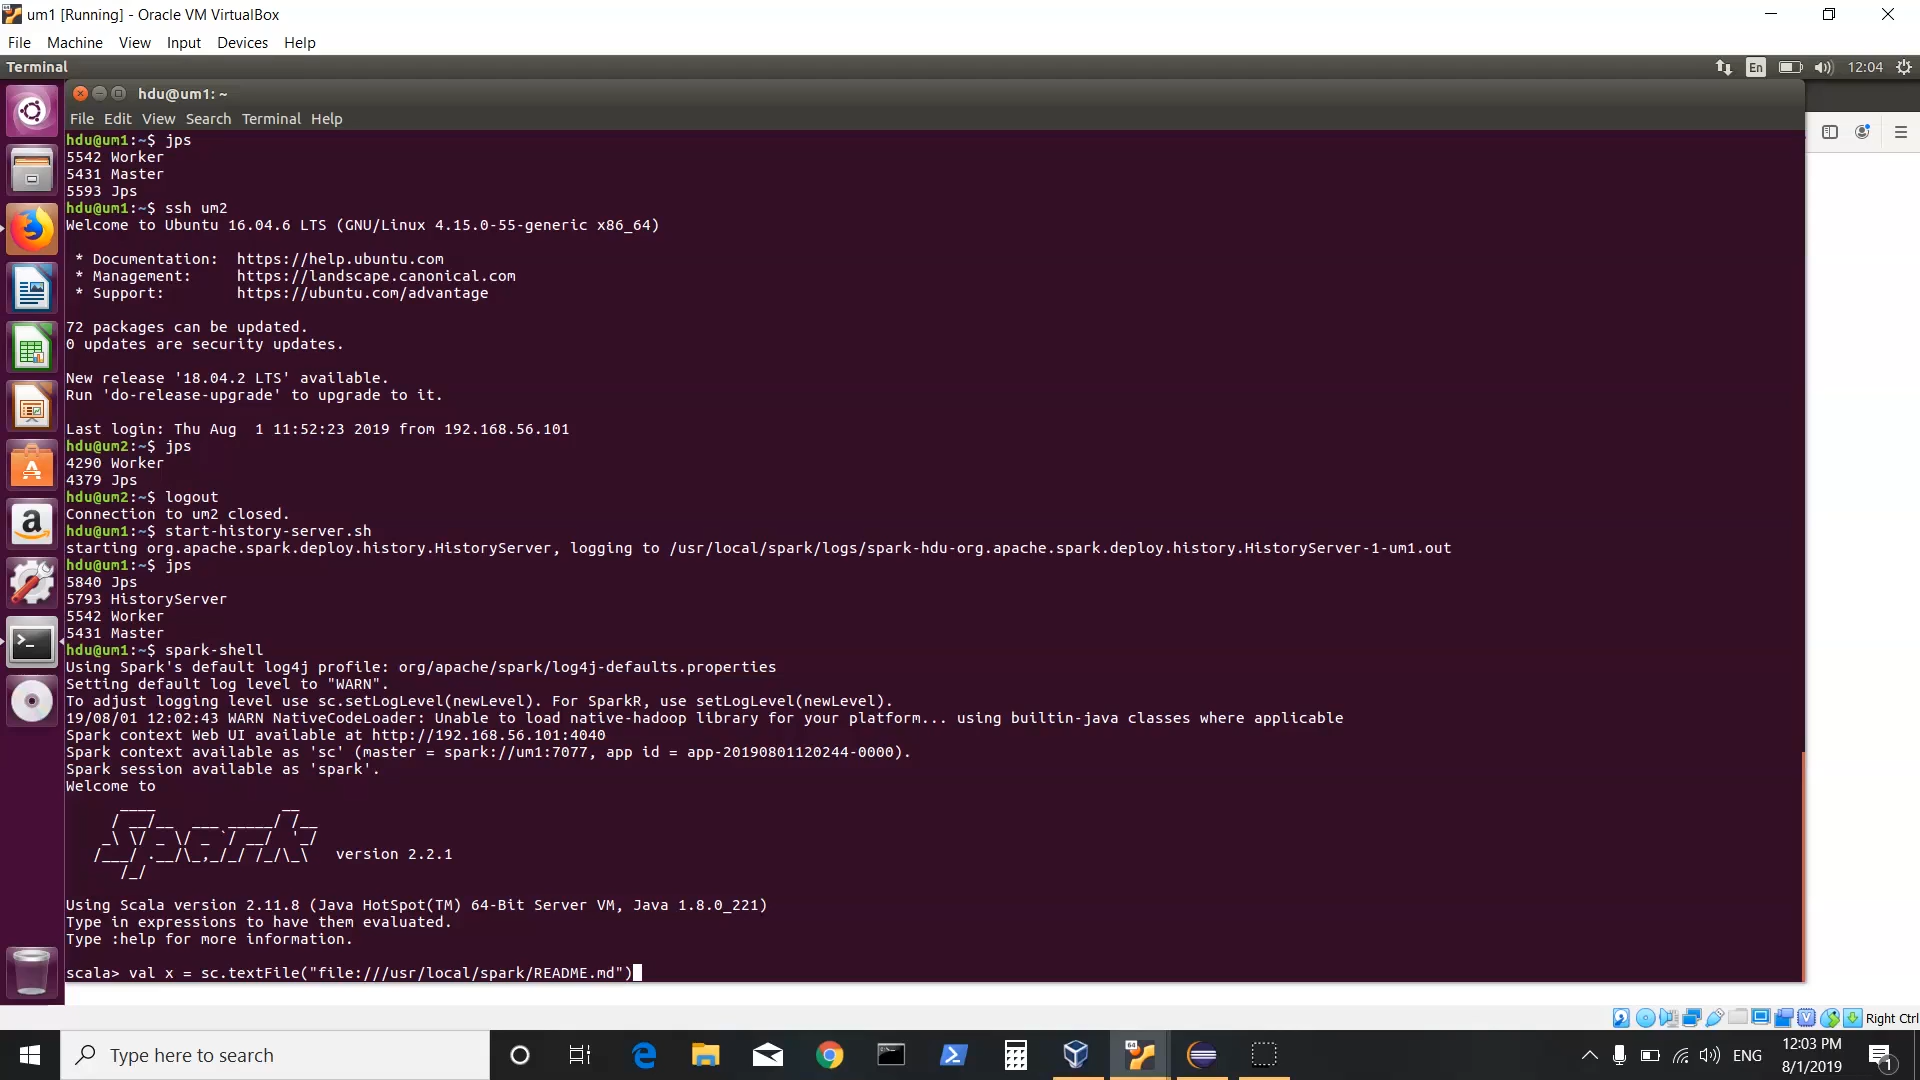 um1 [Running] - Oracle VM VirtualBox
File Machine View Input Devices Help
Terminal
En
12:04
hdu@um1: ~
File Edit View Search Terminal Help
hdu@um1:~$ jps
5542 Worker
5431 Master
5593 Jps
hdu@um1:~$ ssh um2
Welcome to Ubuntu 16.04.6 LTS (GNU/Linux 4.15.0-55-generic x86_64)
* Documentation:  https://help.ubuntu.com
* Management:     https://landscape.canonical.com
* Support:        https://ubuntu.com/advantage
72 packages can be updated.
0 updates are security updates.
New release '18.04.2 LTS' available.
Run 'do-release-upgrade' to upgrade to it.
Last login: Thu Aug  1 11:52:23 2019 from 192.168.56.101
hdu@um2:~$ jps
4290 Worker
4379 Jps
hdu@um2:~$ logout
Connection to um2 closed.
hdu@um1:~$ start-history-server.sh
starting org.apache.spark.deploy.history.HistoryServer, logging to /usr/local/spark/logs/spark-hdu-org.apache.spark.deploy.history.HistoryServer-1-um1.out
hdu@um1:~$ jps
5840 Jps
5793 HistoryServer
5542 Worker
5431 Master
hdu@um1:~$ spark-shell
Using Spark's default log4j profile: org/apache/spark/log4j-defaults.properties
Setting default log level to "WARN".
To adjust logging level use sc.setLogLevel(newLevel). For SparkR, use setLogLevel(newLevel).
19/08/01 12:02:43 WARN NativeCodeLoader: Unable to load native-hadoop library for your platform... using builtin-java classes where applicable
Spark context Web UI available at http://192.168.56.101:4040
Spark context available as 'sc' (master = spark://um1:7077, app id = app-20190801120244-0000).
Spark session available as 'spark'.
Welcome to
      ____              __
     / __/__  ___ _____/ /__
    _\ \/ _ \/ _ `/ __/  '_/
   /___/ .__/\_,_/_/ /_/\_\   version 2.2.1
      /_/
Using Scala version 2.11.8 (Java HotSpot(TM) 64-Bit Server VM, Java 1.8.0_221)
Type in expressions to have them evaluated.
Type :help for more information.
scala> val x = sc.textFile("file:///usr/local/spark/README.md")
Right Ctrl
Type here to search
64
ENG
12:03 PM
8/1/2019
1